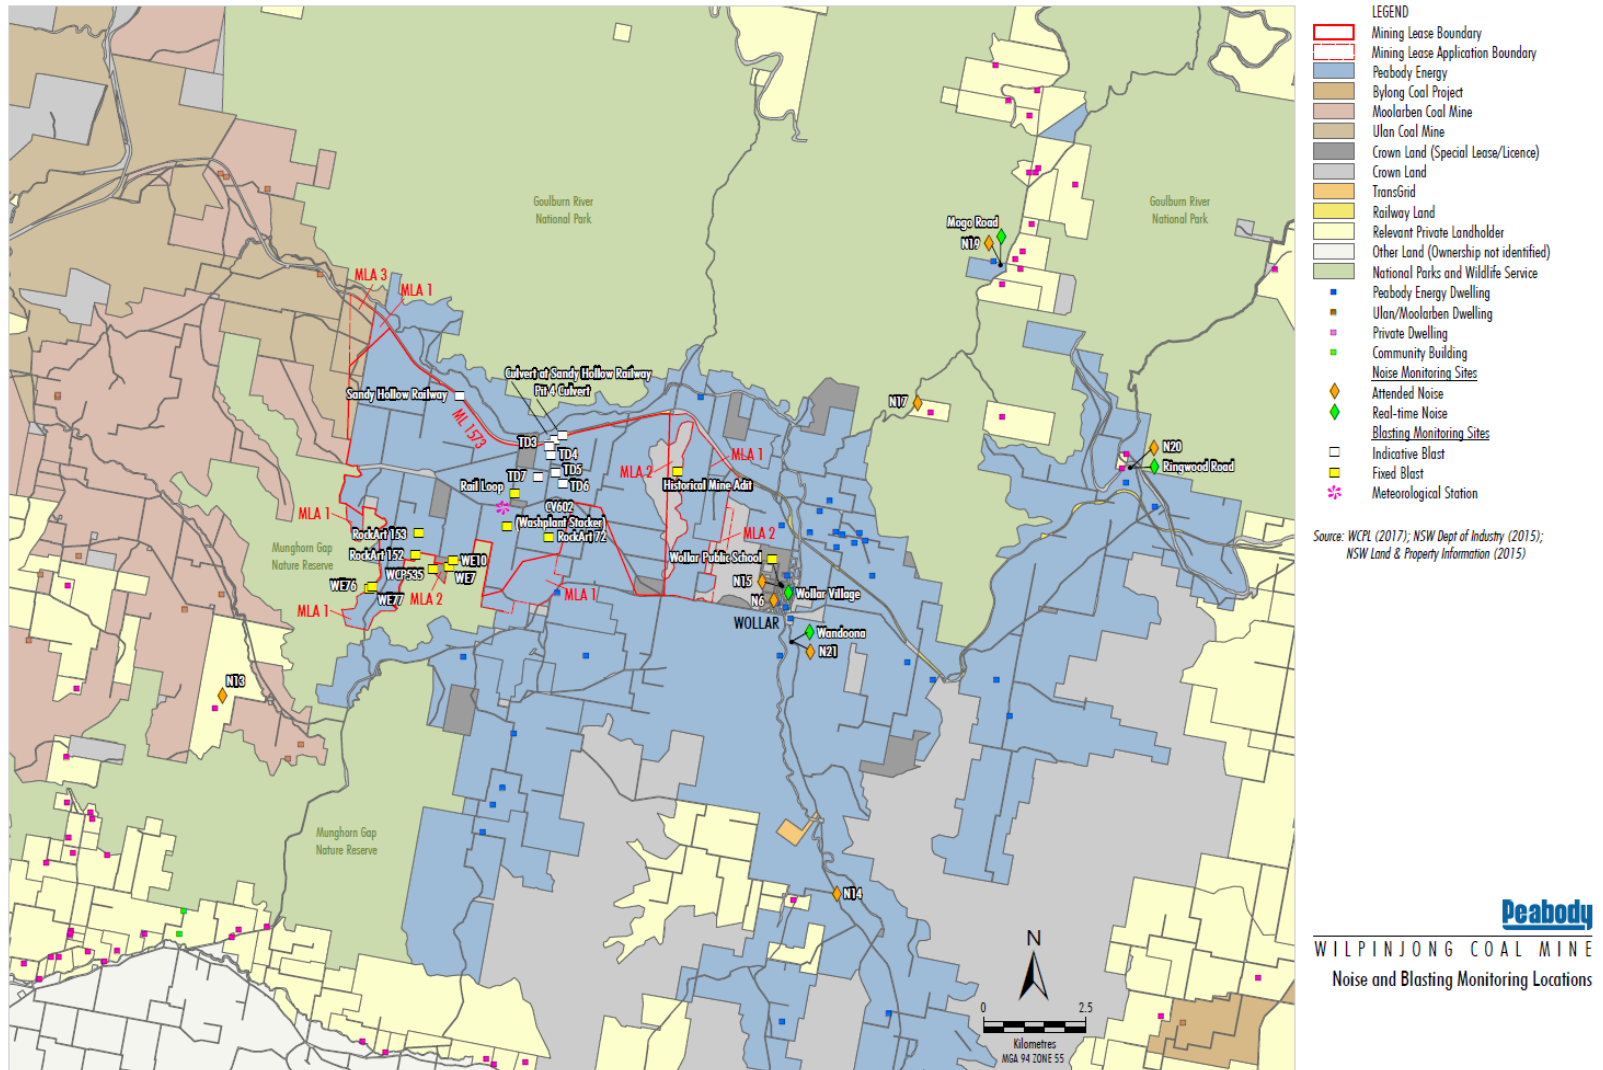 LEGEND
Mining Lease Boundary
Mining Lease Application Boundary
Peabody Energy
Bylong Coal Project
Moolarben Coal Mine
Ulan Coal Mine
Crown Land (Special Lease/Licence)
Crown Land
TransGrid
Railway Land
Relevant Private Landholder
Other Land (Ownership not identified)
National Parks and Wildlife Service
Peabody Energy Dwelling
Ulan/Moolarben Dwelling
Private Dwelling
Community Building
Noise Monitoring Sites
Attended Noise
Real-time Noise
Blasting Monitoring Sites
Indicative Blast
Fixed Blast
Meteorological Station
Source: WCPL (2017); NSW Dept of Industry (2015);
NSW Land & Property Information (2015)
Goulburn River
National Park
Goulburn River
National Park
Mogo Road
N19
MLA 3
MLA 1
Culvert at Sandy Hollow Railway
Pit 4 Culvert
Sandy Hollow Railway
ML 1573
N17
TD3
TD4
TD5
TD7
TD6
Rail Loop
MLA 2
MLA 1
Historical Mine Adit
N20
Ringwood Road
CV602
(Washplant Stacker)
RockArt 72
MLA 1
RockArt 153
RockArt 152
Munghorn Gap
Nature Reserve
WE10
WE7
WCP535
WE76
WE77
MLA 2
MLA 1
MLA 1
MLA 2
Wollar Public School
N15
N6
Wollar Village
WOLLAR
Wandoona
N21
N13
Munghorn Gap
Nature Reserve
N14
N
0 2.5
Kilometres
MGA 94 ZONE 55
Peabody
WILPINJONG COAL MINE
Noise and Blasting Monitoring Locations